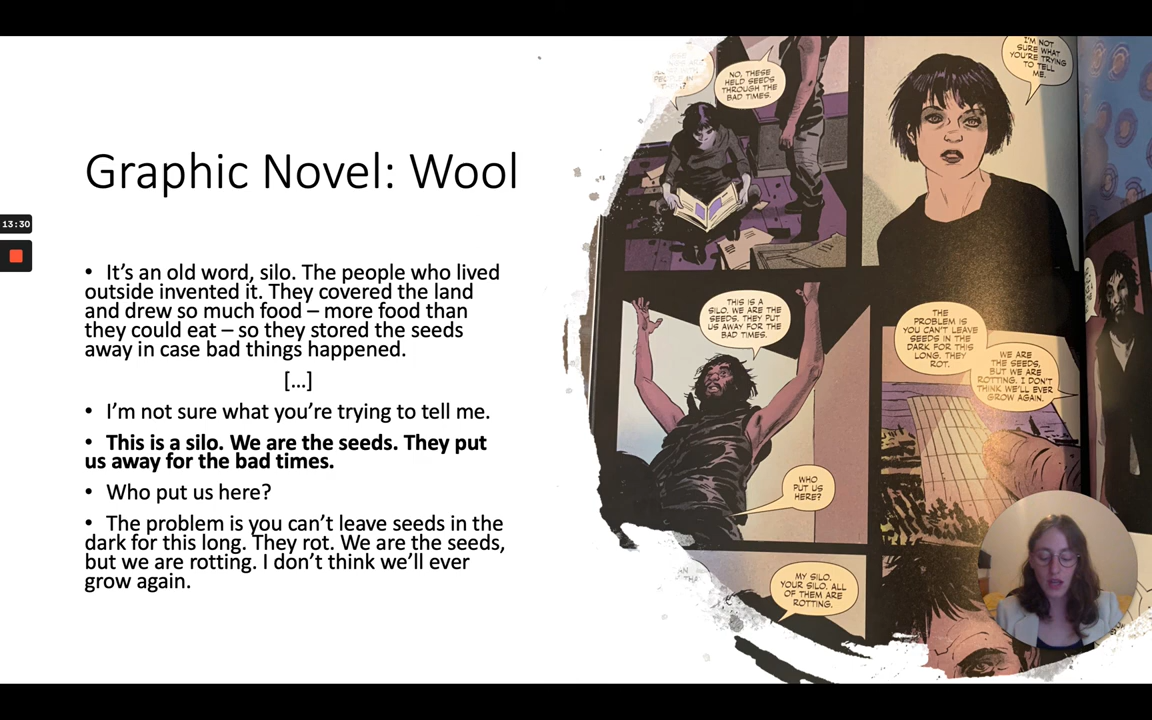 13:30
Graphic Novel: Wool
• It’s an old word, silo. The people who lived
outside invented it. They covered the land
and drew so much food – more food than
they could eat – so they stored the seeds
away in case bad things happened.
[…]
• I’m not sure what you’re trying to tell me.
• This is a silo. We are the seeds. They put
us away for the bad times.
• Who put us here?
• The problem is you can’t leave seeds in the
dark for this long. They rot. We are the seeds,
but we are rotting. I don’t think we’ll ever
grow again.
NO, THESE
HELD SEEDS
THROUGH THE
BAD TIMES.
I'M NOT
SURE WHAT
YOU'RE TRYING
TO TELL
ME.
THIS IS A
SILO. WE ARE THE
SEEDS. THEY PUT
US AWAY FOR THE
BAD TIMES.
WHO
PUT US
HERE?
THE
PROBLEM IS
YOU CAN'T LEAVE
SEEDS IN THE
DARK FOR THIS
LONG. THEY
ROT.
WE ARE
THE SEEDS,
BUT WE ARE
ROTTING. I DON'T
THINK WE'LL EVER
GROW AGAIN.
MY SILO.
YOUR SILO. ALL
OF THEM ARE
ROTTING.